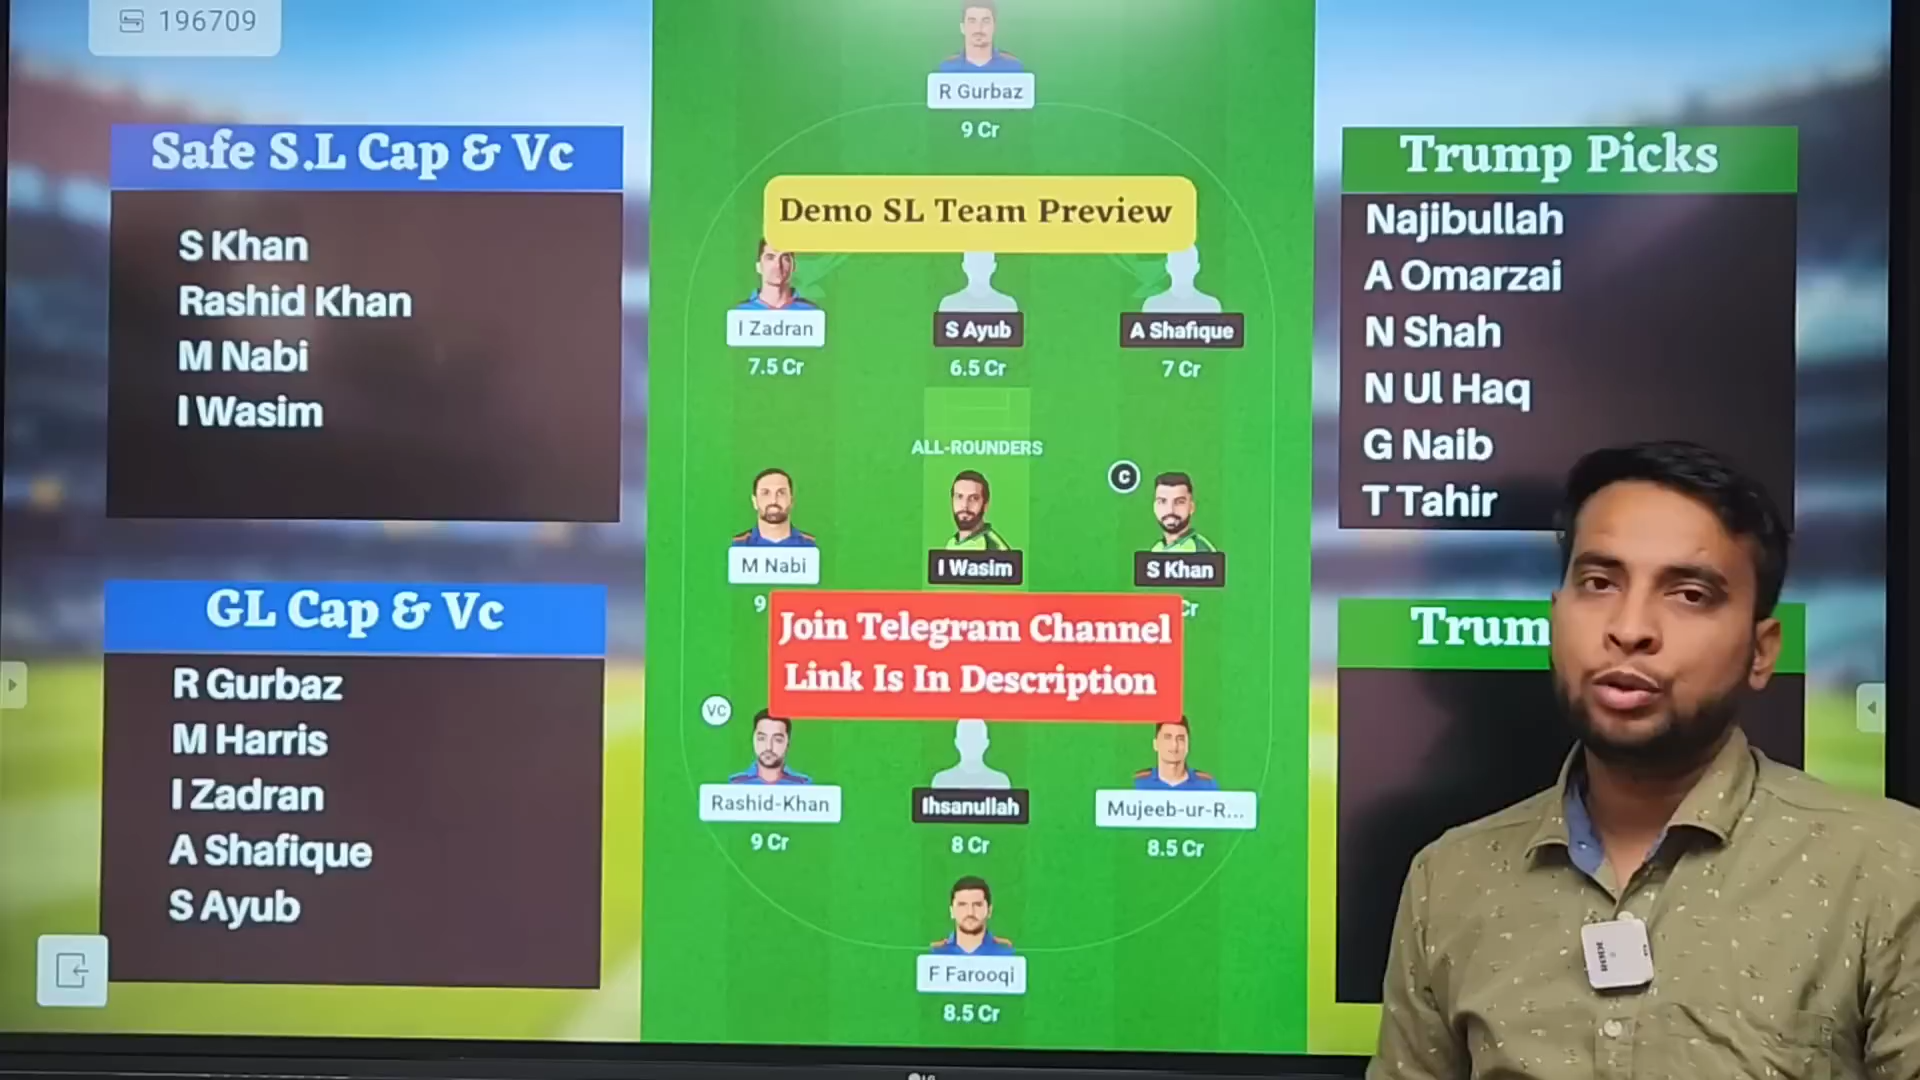 196709
Safe S.L Cap & Vc
S Khan
Rashid Khan
M Nabi
I Wasim
GL Cap & Vc
R Gurbaz
M Harris
I Zadran
A Shafique
S Ayub
R Gurbaz
9 Cr
Demo SL Team Preview
I Zadran
S Ayub
A Shafique
7.5 Cr
6.5 Cr
7 Cr
ALL-ROUNDERS
C
M Nabi
I Wasim
S Khan
9
Cr
Join Telegram Channel
Link Is In Description
VC
Rashid-Khan
Ihsanullah
Mujeeb-ur-R...
9 Cr
8 Cr
8.5 Cr
F Farooqi
8.5 Cr
Trump Picks
Najibullah
A Omarzai
N Shah
N Ul Haq
G Naib
T Tahir
Trum